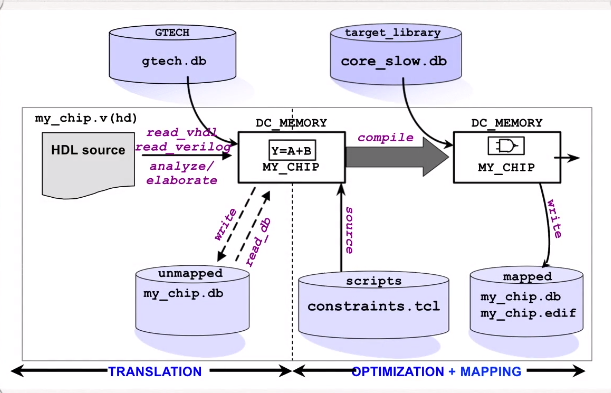 GTECH
gtech.db
target_library
core_slow.db
my_chip.v(hd)
HDL source
read_vhdl
read_verilog
analyze/
elaborate
DC_MEMORY
Y=A+B
MY_CHIP
compile
DC_MEMORY
MY_CHIP
write
read_db
source
write
unmapped
my_chip.db
scripts
constraints.tcl
mapped
my_chip.db
my_chip.edif
TRANSLATION
OPTIMIZATION + MAPPING